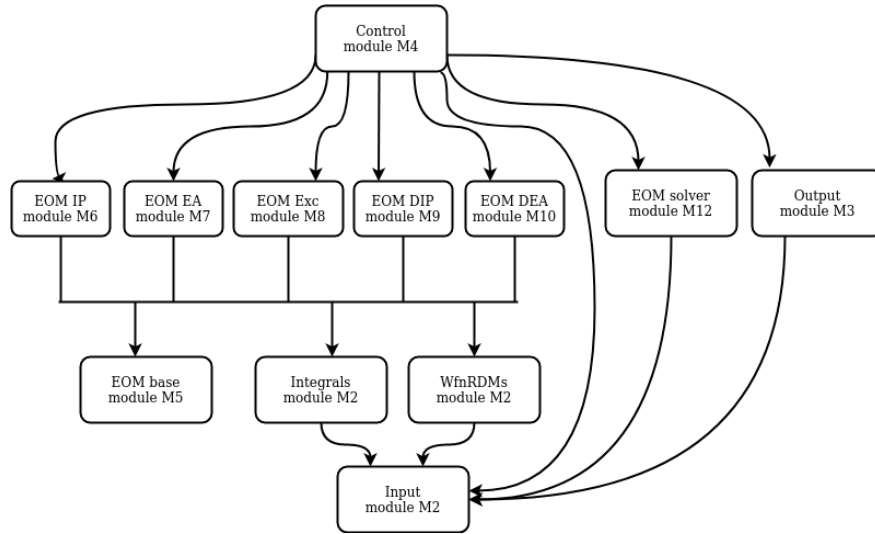 Control
module M4
EOM IP
module M6
EOM EA
module M7
EOM Exc
module M8
EOM DIP
module M9
EOM DEA
module M10
EOM solver
module M12
Output
module M3
EOM base
module M5
Integrals
module M2
WfnRDMs
module M2
Input
module M2